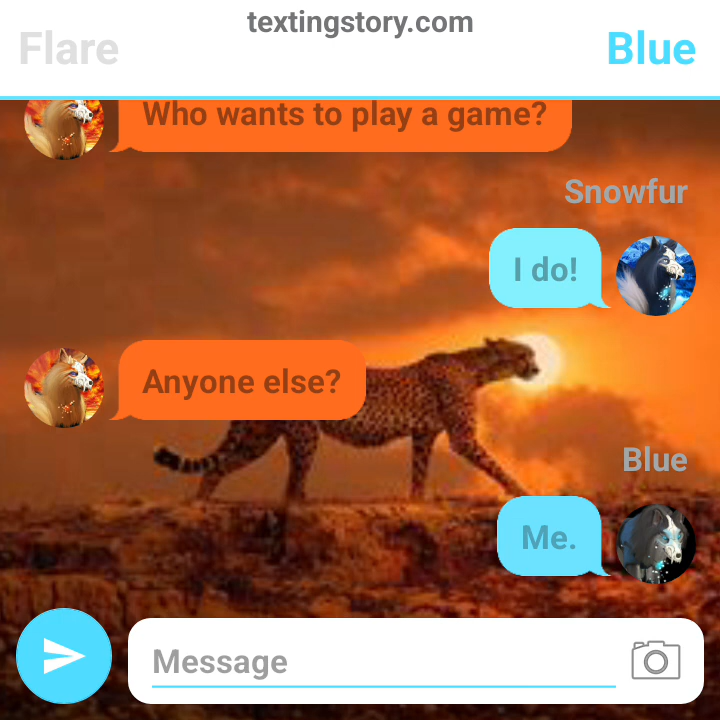 textingstory.com
Flare
Blue
Who wants to play a game?
Snowfur
I do!
Anyone else?
Blue
Me.
Message